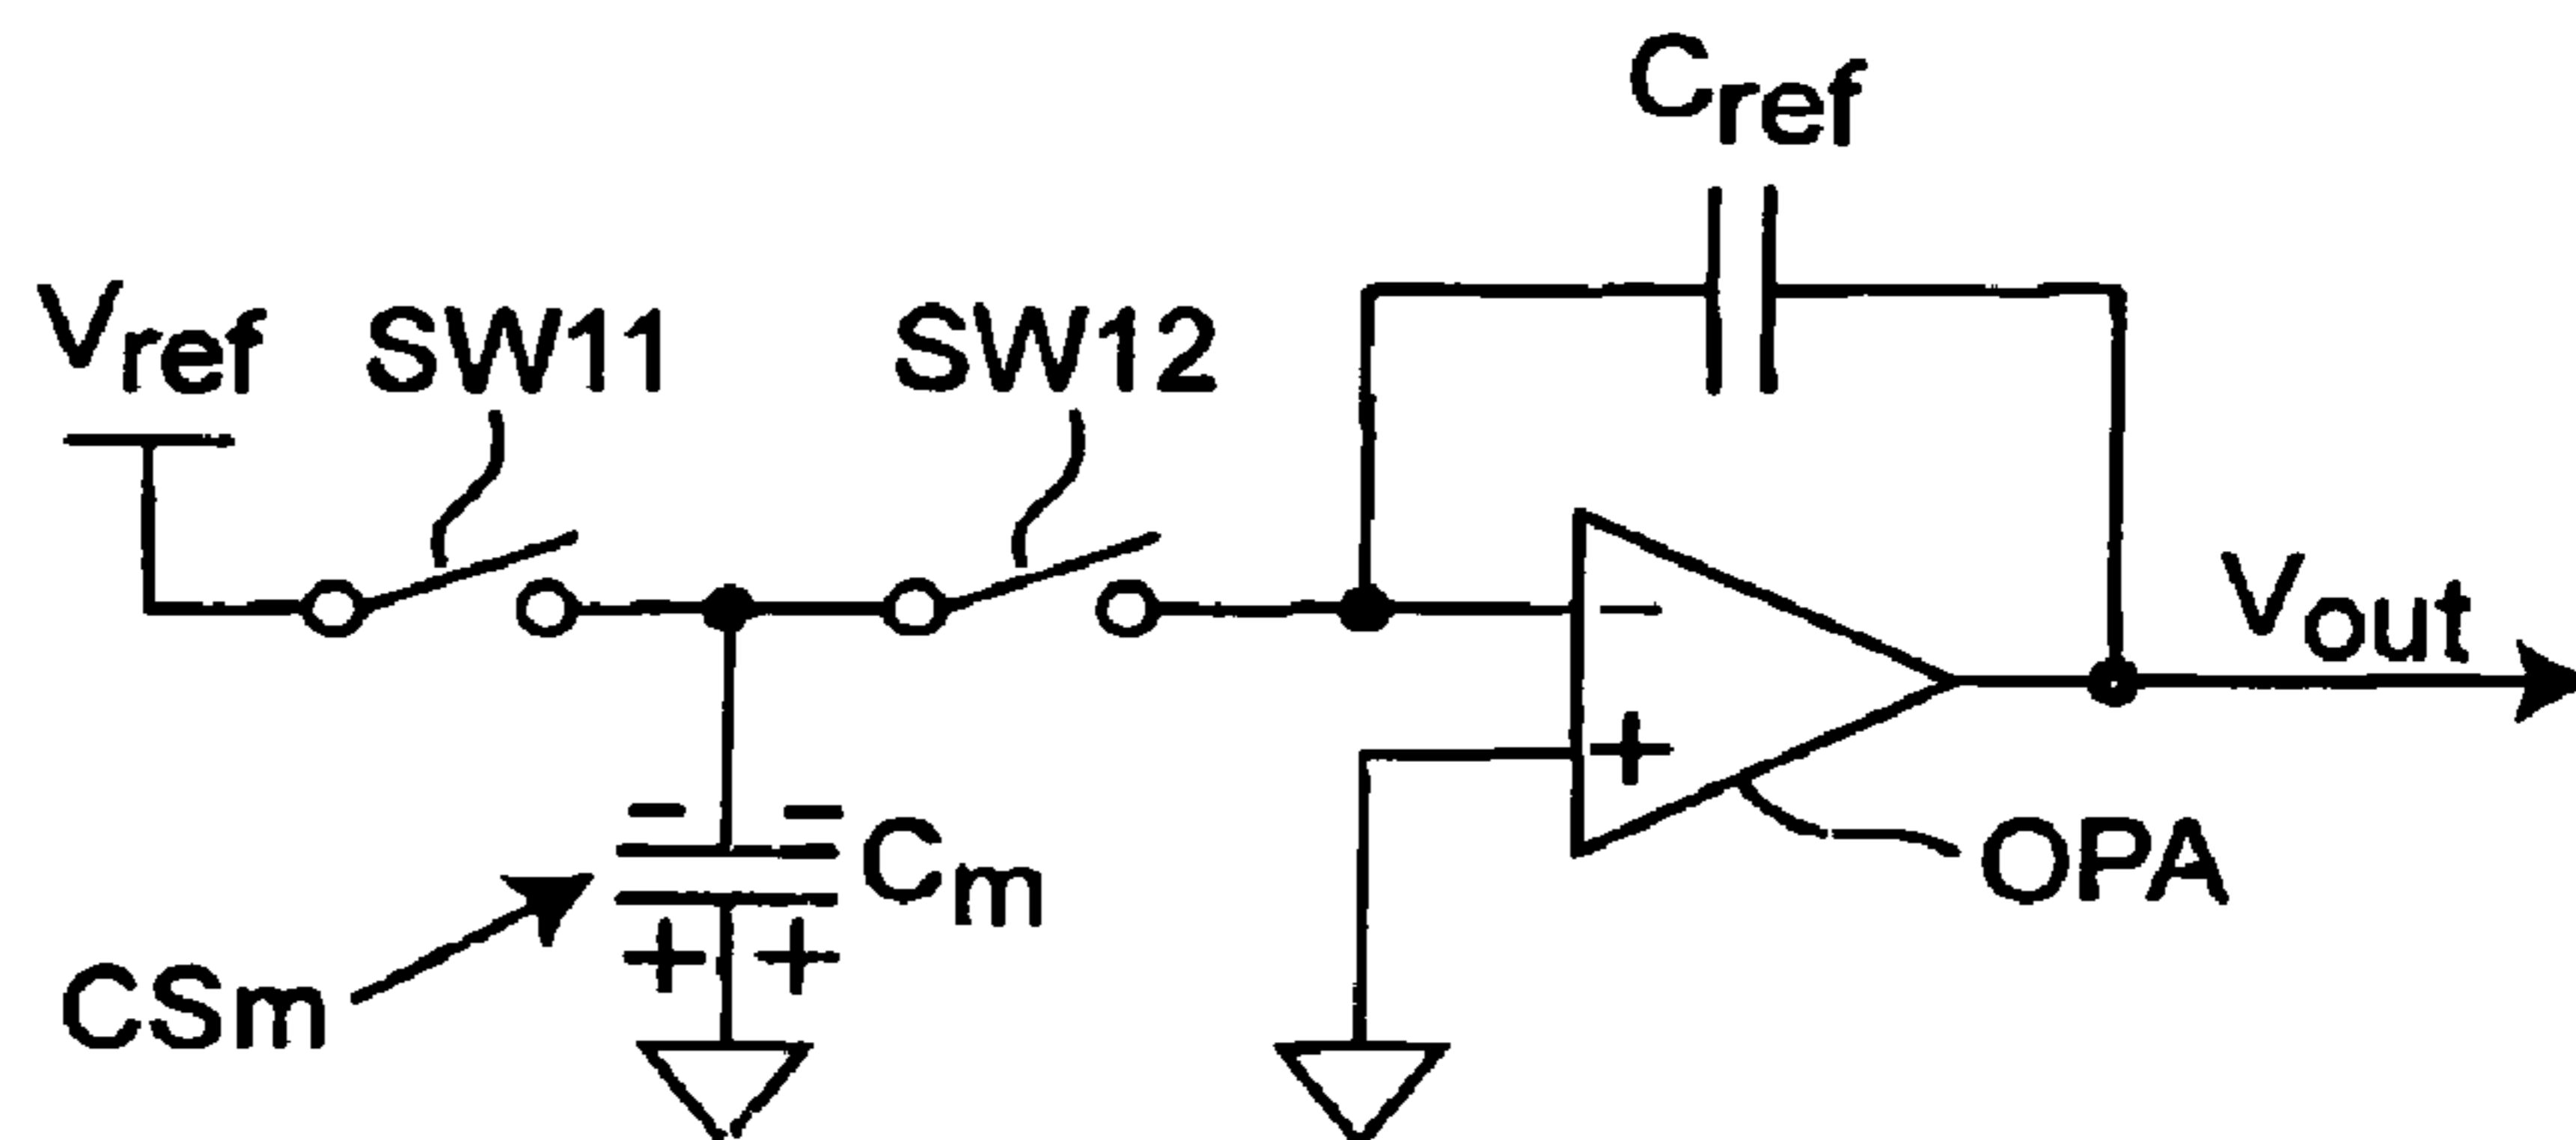 Cref
Vref SW11 SW12
Vout
− +
- - Cm
+ +
CSm
OPA